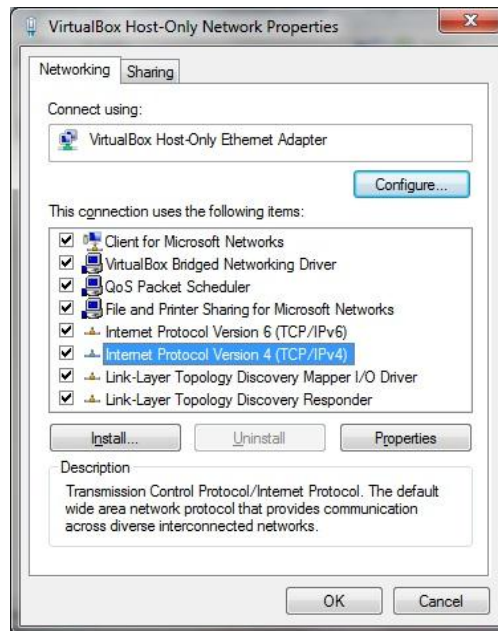 VirtualBox Host-Only Network Properties
Networking
Sharing
Connect using:
VirtualBox Host-Only Ethernet Adapter
Configure...
This connection uses the following items:
Client for Microsoft Networks
VirtualBox Bridged Networking Driver
QoS Packet Scheduler
File and Printer Sharing for Microsoft Networks
Internet Protocol Version 6 (TCP/IPv6)
Internet Protocol Version 4 (TCP/IPv4)
Link-Layer Topology Discovery Mapper I/O Driver
Link-Layer Topology Discovery Responder
Install...
Uninstall
Properties
Description
Transmission Control Protocol/Internet Protocol. The default
wide area network protocol that provides communication
across diverse interconnected networks.
OK
Cancel